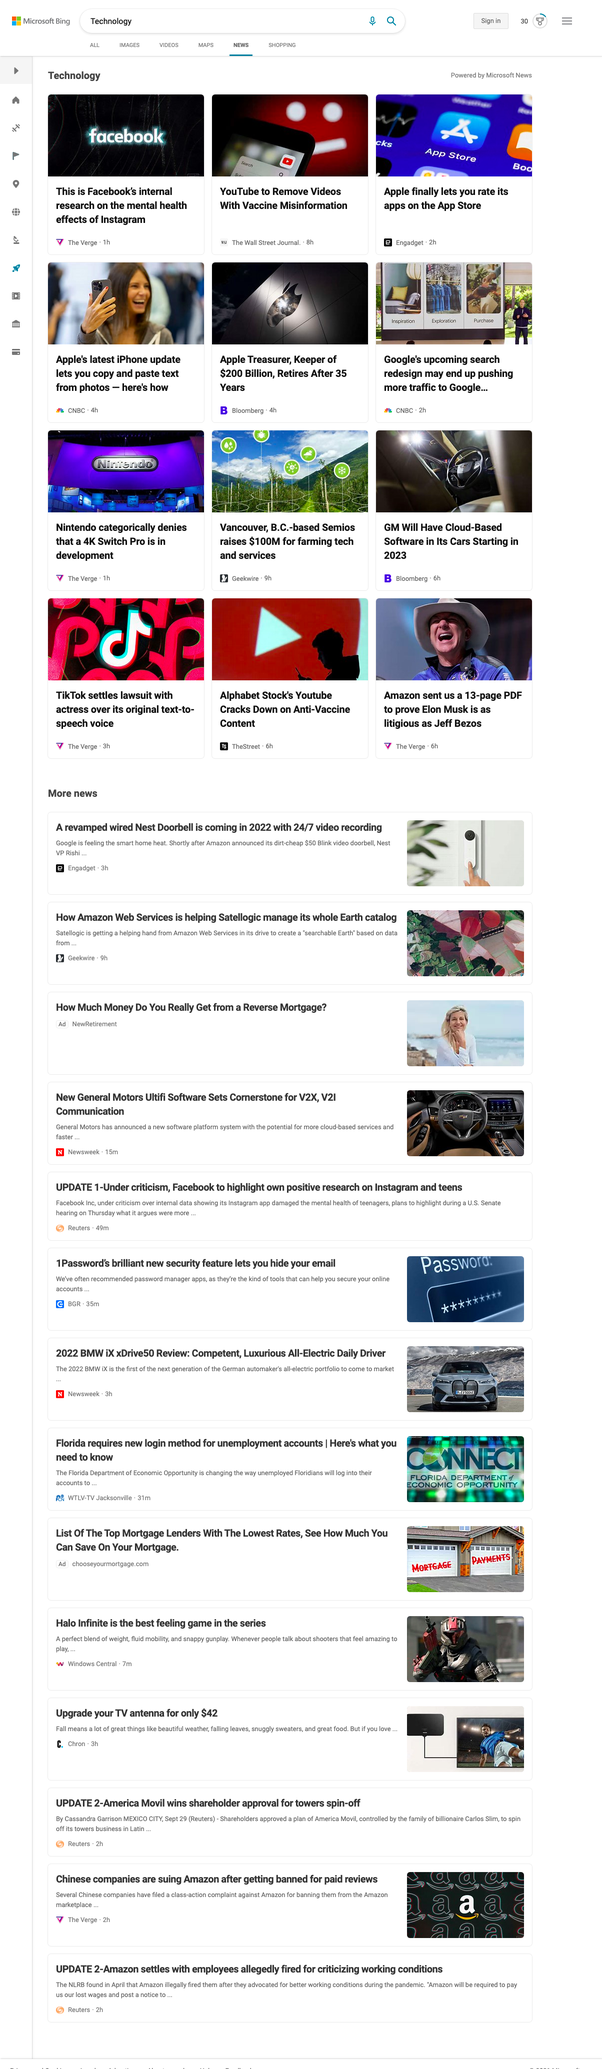 Microsoft Bing
Technology
Sign in
30
ALL
IMAGES
VIDEOS
MAPS
NEWS
SHOPPING
Technology
Powered by Microsoft News
facebook
This is Facebook's internal
research on the mental health
effects of Instagram
The Verge · 1h
YouTube to Remove Videos
With Vaccine Misinformation
The Wall Street Journal. · 8h
Weather
cks
App Store
Boo
Apple finally lets you rate its
apps on the App Store
Engadget · 2h
Apple's latest iPhone update
lets you copy and paste text
from photos — here's how
CNBC · 4h
Apple Treasurer, Keeper of
$200 Billion, Retires After 35
Years
Bloomberg · 4h
Inspiration
Exploration
Purchase
Google's upcoming search
redesign may end up pushing
more traffic to Google...
CNBC · 2h
Nintendo
Nintendo categorically denies
that a 4K Switch Pro is in
development
The Verge · 1h
Vancouver, B.C.-based Semios
raises $100M for farming tech
and services
Geekwire · 9h
GM Will Have Cloud-Based
Software in Its Cars Starting in
2023
Bloomberg · 6h
TikTok settles lawsuit with
actress over its original text-to-
speech voice
The Verge · 3h
Alphabet Stock's Youtube
Cracks Down on Anti-Vaccine
Content
TheStreet · 6h
Amazon sent us a 13-page PDF
to prove Elon Musk is as
litigious as Jeff Bezos
The Verge · 6h
More news
A revamped wired Nest Doorbell is coming in 2022 with 24/7 video recording
Google is feeling the smart home heat. Shortly after Amazon announced its dirt-cheap $50 Blink video doorbell, Nest
VP Rishi ...
Engadget · 3h
How Amazon Web Services is helping Satellogic manage its whole Earth catalog
Satellogic is getting a helping hand from Amazon Web Services in its drive to create a "searchable Earth" based on data
from ...
Geekwire · 9h
How Much Money Do You Really Get from a Reverse Mortgage?
Ad NewRetirement
New General Motors Ultifi Software Sets Cornerstone for V2X, V2I
Communication
General Motors has announced a new software platform system with the potential for more cloud-based services and
faster ...
Newsweek · 15m
UPDATE 1-Under criticism, Facebook to highlight own positive research on Instagram and teens
Facebook Inc, under criticism over internal data showing its Instagram app damaged the mental health of teenagers, plans to highlight during a U.S. Senate
hearing on Thursday what it argues were more ...
Reuters · 49m
1Password's brilliant new security feature lets you hide your email
We've often recommended password manager apps, as they're the kind of tools that can help you secure your online
accounts ...
BGR · 35m
Password:
*********
2022 BMW iX xDrive50 Review: Competent, Luxurious All-Electric Daily Driver
The 2022 BMW iX is the first of the next generation of the German automaker's all-electric portfolio to come to market
...
Newsweek · 3h
Florida requires new login method for unemployment accounts | Here's what you
need to know
The Florida Department of Economic Opportunity is changing the way unemployed Floridians will log into their
accounts to ...
WTLV-TV Jacksonville · 31m
CONNECT
FLORIDA DEPARTMENT of
ECONOMIC OPPORTUNITY
List Of The Top Mortgage Lenders With The Lowest Rates, See How Much You
Can Save On Your Mortgage.
Ad chooseyourmortgage.com
MORTGAGE
PAYMENTS
Halo Infinite is the best feeling game in the series
A perfect blend of weight, fluid mobility, and snappy gunplay. Whenever people talk about shooters that feel amazing to
play, ...
Windows Central · 7m
Upgrade your TV antenna for only $42
Fall means a lot of great things like beautiful weather, falling leaves, snuggly sweaters, and great food. But if you love ...
Chron · 3h
UPDATE 2-America Movil wins shareholder approval for towers spin-off
By Cassandra Garrison MEXICO CITY, Sept 29 (Reuters) - Shareholders approved a plan of America Movil, controlled by the family of billionaire Carlos Slim, to spin
off its towers business in Latin ...
Reuters · 2h
Chinese companies are suing Amazon after getting banned for paid reviews
Several Chinese companies have filed a class-action complaint against Amazon for banning them from the Amazon
marketplace ...
The Verge · 2h
UPDATE 2-Amazon settles with employees allegedly fired for criticizing working conditions
The NLRB found in April that Amazon illegally fired them after they advocated for better working conditions during the pandemic. "Amazon will be required to pay
us our lost wages and post a notice to ...
Reuters · 2h